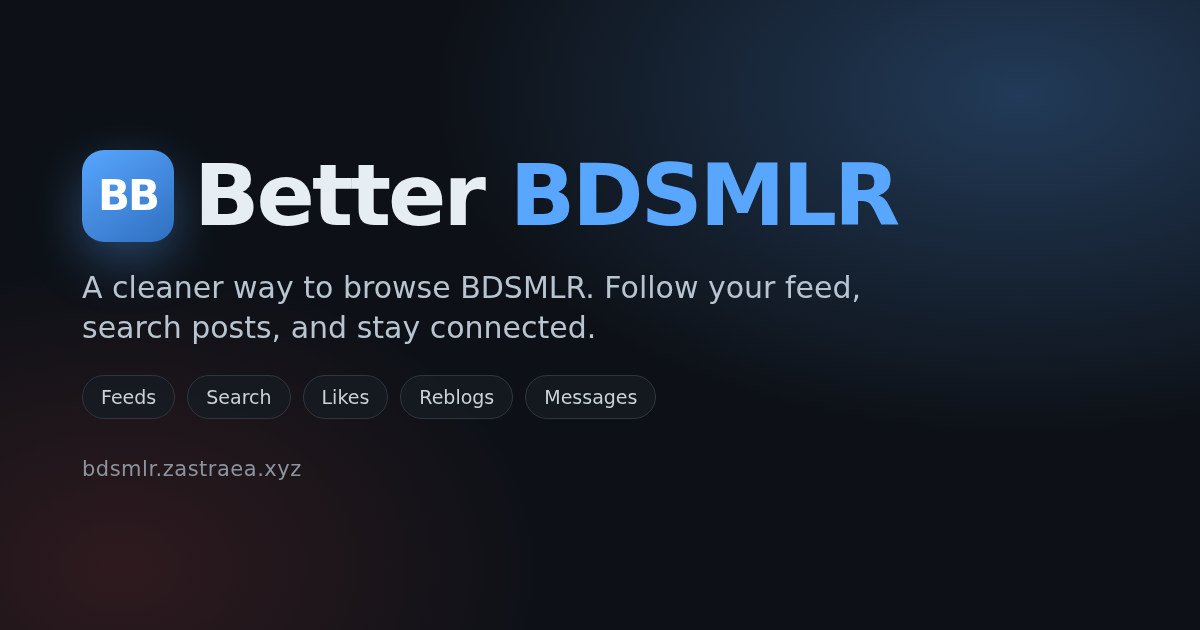 BB
Better BDSMLR
A cleaner way to browse BDSMLR. Follow your feed,
search posts, and stay connected.
Feeds Search Likes Reblogs Messages
bdsmlr.zastraea.xyz